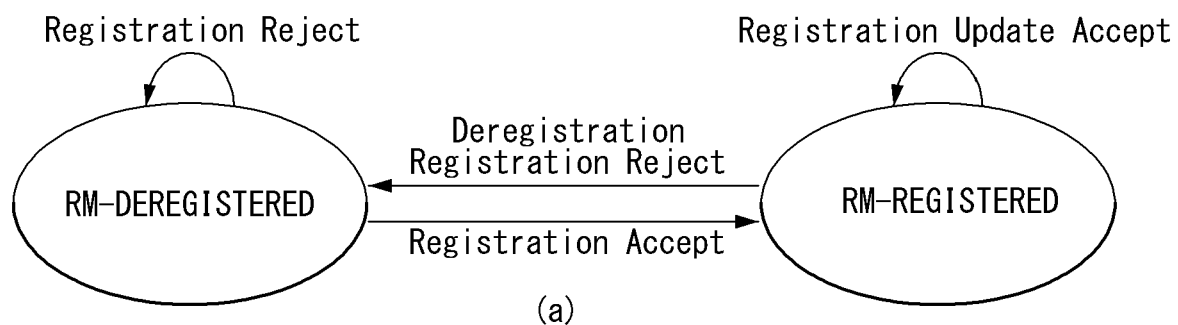 Registration Reject
Registration Update Accept
Deregistration
Registration Reject
RM-DEREGISTERED
RM-REGISTERED
Registration Accept
(a)